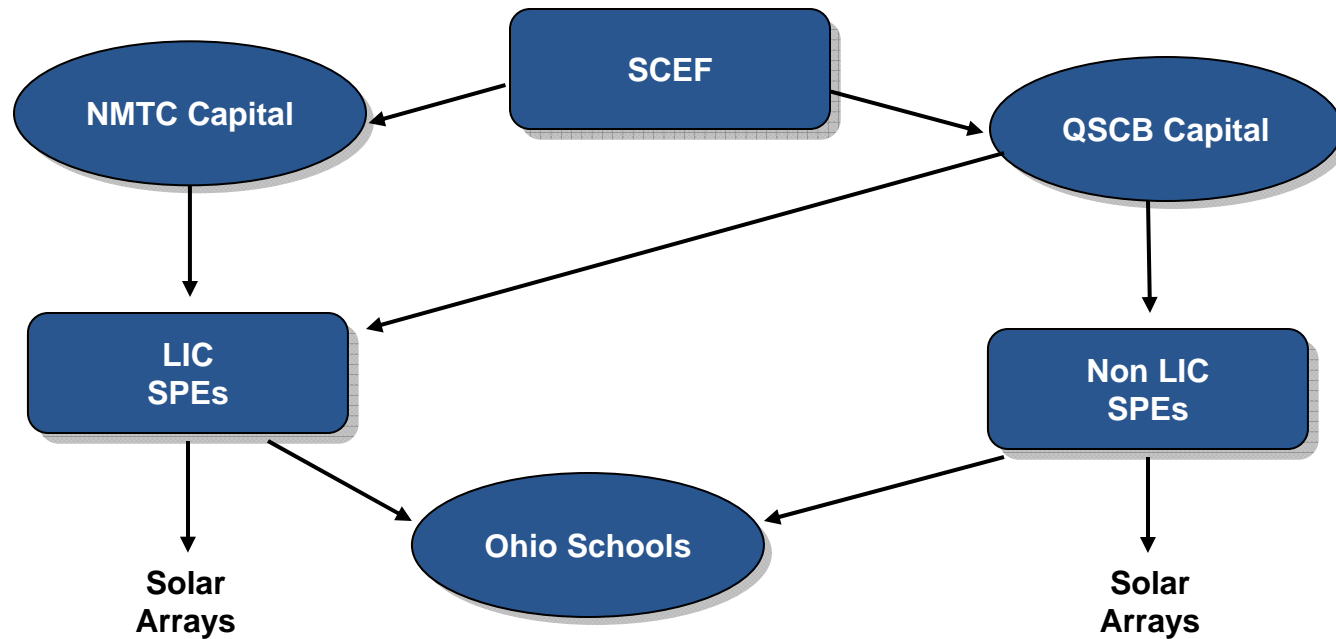 SCEF
NMTC Capital
QSCB Capital
LIC
SPEs
Non LIC
SPEs
Ohio Schools
Solar
Arrays
Solar
Arrays